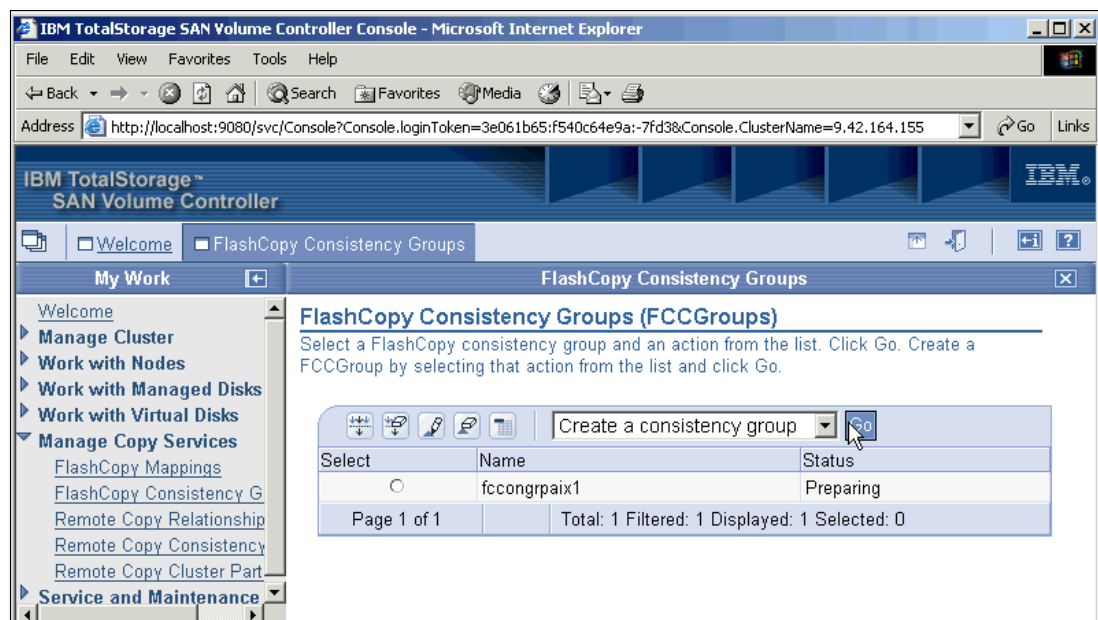 IBM TotalStorage SAN Volume Controller Console - Microsoft Internet Explorer
File Edit View Favorites Tools Help
Back Search Favorites Media
Address http://localhost:9080/svc/Console?Console.loginToken=3e061b65:f540c64e9a:-7fd3&Console.ClusterName=9.42.164.155 Go Links
IBM TotalStorage™
SAN Volume Controller
IBM®
Welcome FlashCopy Consistency Groups
My Work
FlashCopy Consistency Groups
Welcome
Manage Cluster
Work with Nodes
Work with Managed Disks
Work with Virtual Disks
Manage Copy Services
FlashCopy Mappings
FlashCopy Consistency G
Remote Copy Relationship
Remote Copy Consistency
Remote Copy Cluster Part
Service and Maintenance
FlashCopy Consistency Groups (FCCGroups)
Select a FlashCopy consistency group and an action from the list. Click Go. Create a
FCCGroup by selecting that action from the list and click Go.
Create a consistency group Go
Select Name Status
fccongrpaix1 Preparing
Page 1 of 1 Total: 1 Filtered: 1 Displayed: 1 Selected: 0